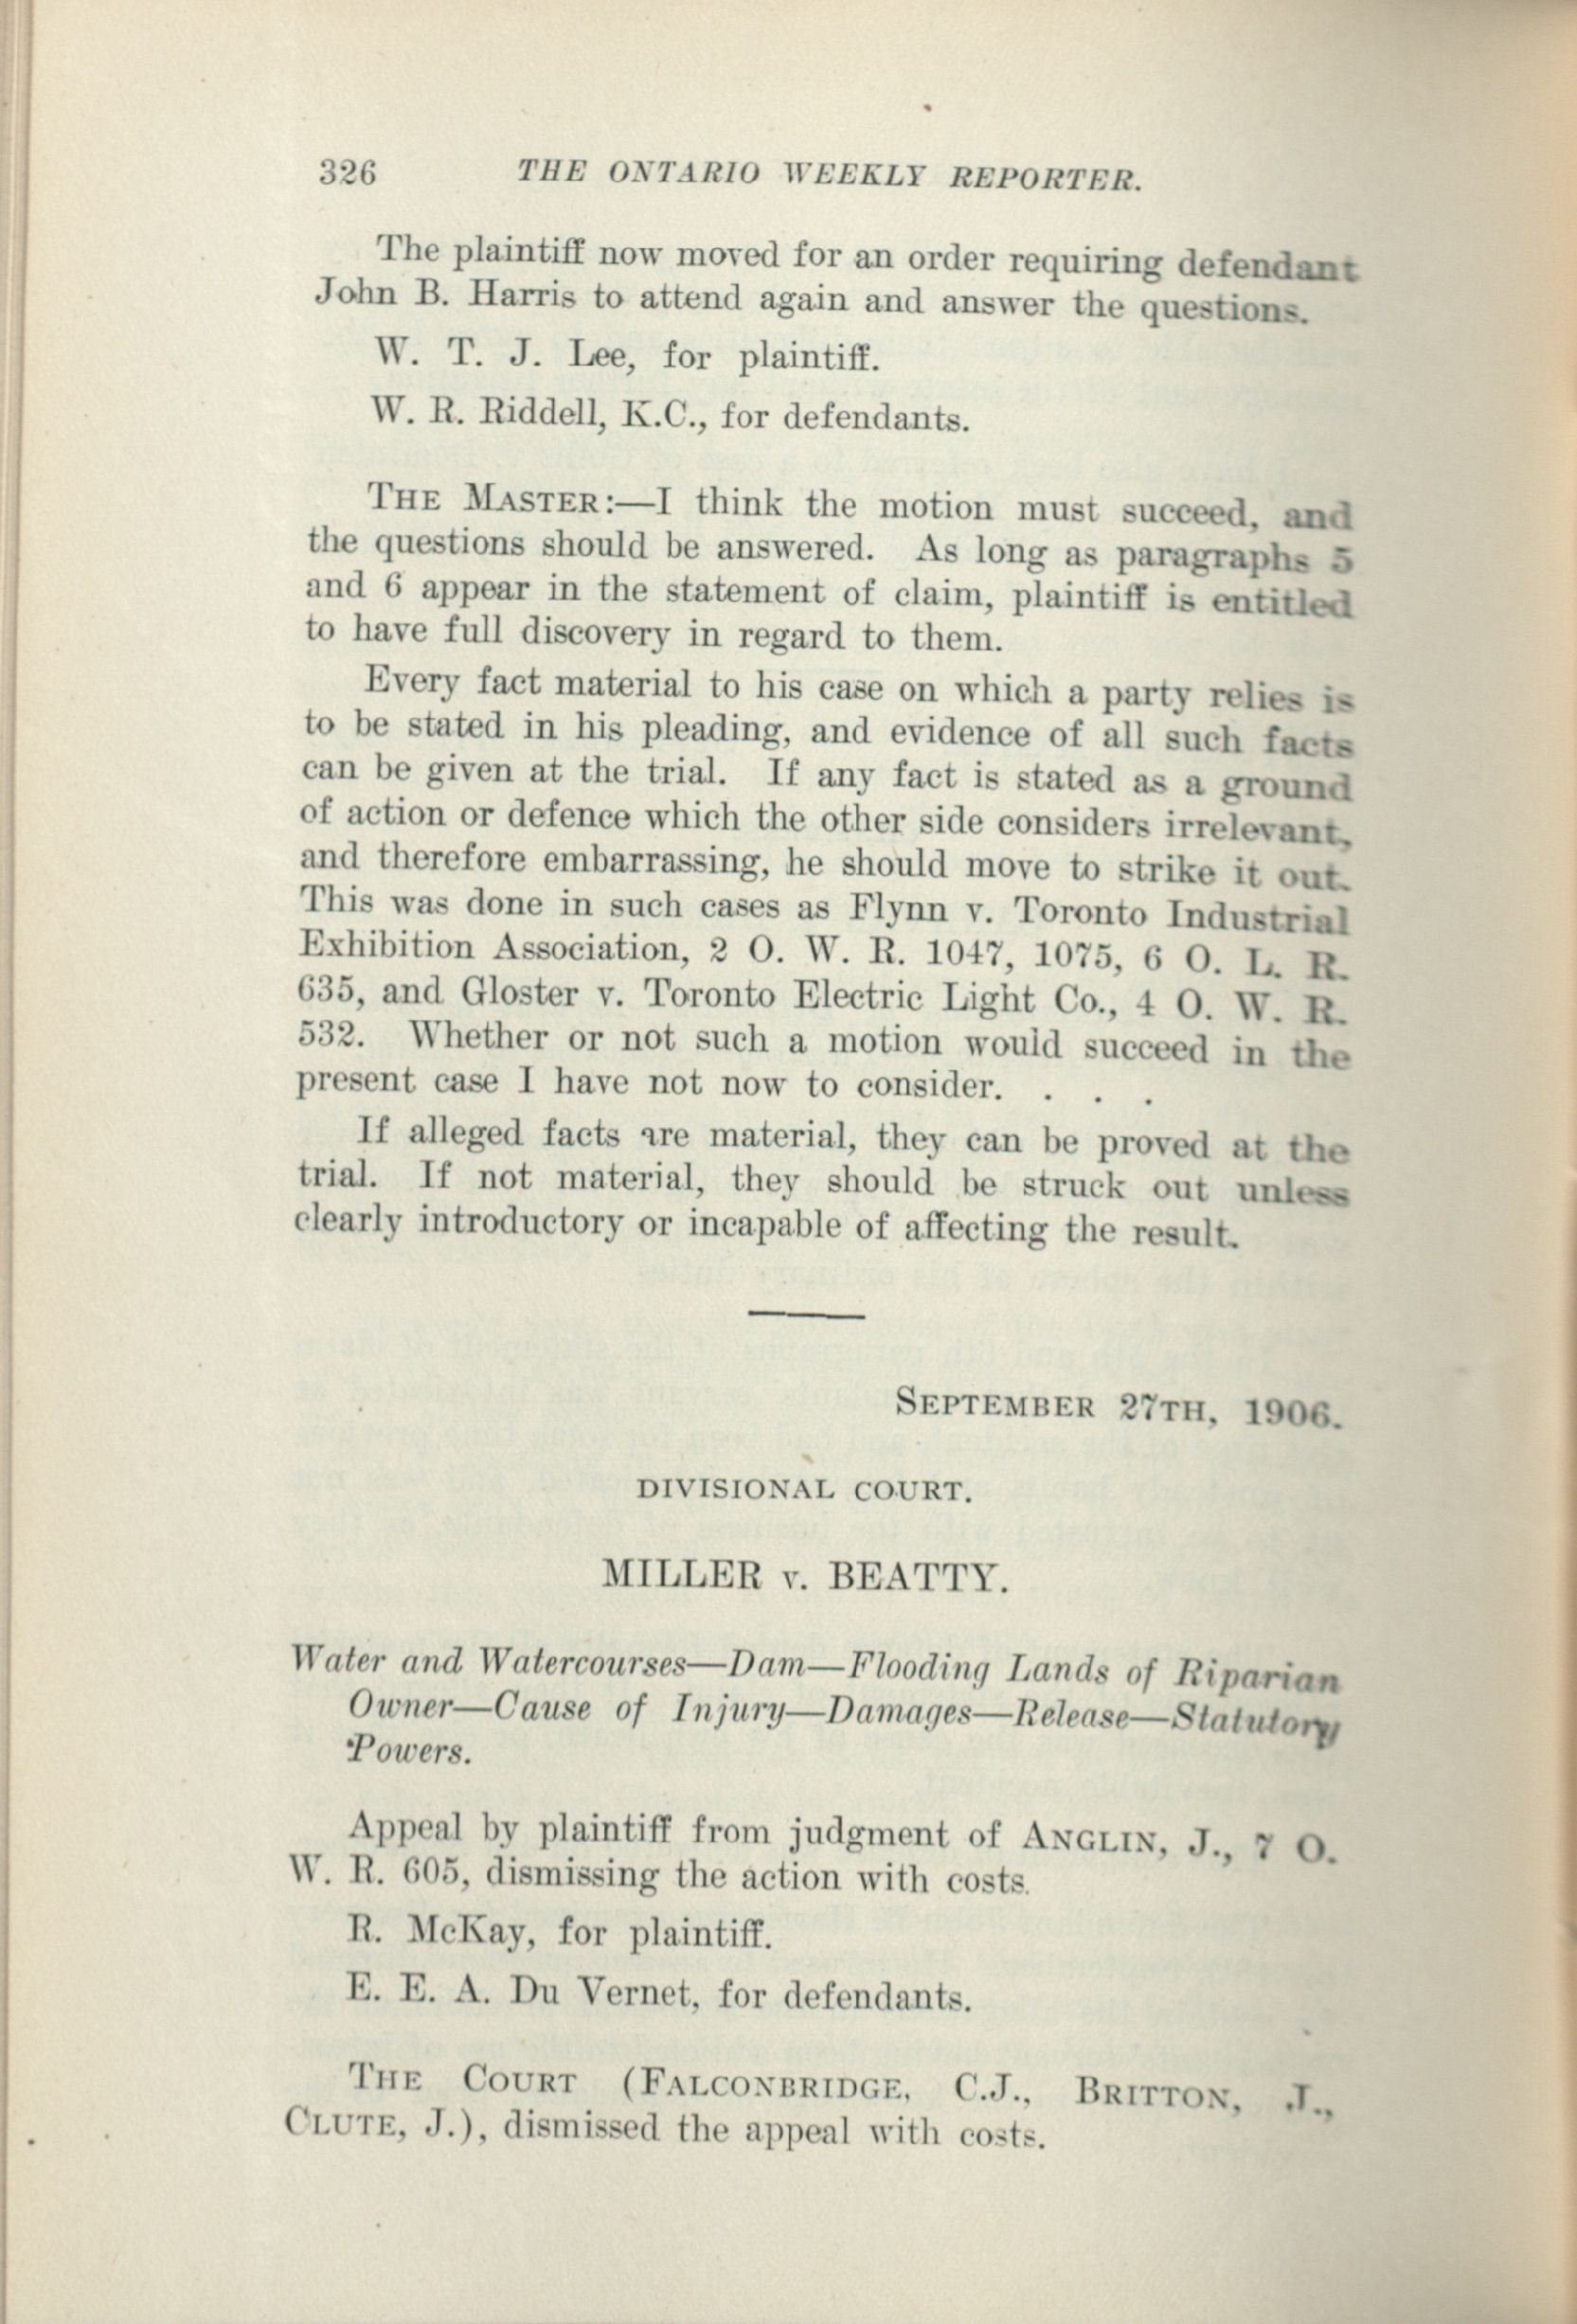 326 THE ONTARIO WEEKLY REPORTER.
The plaintiff now moved for an order requiring defendant
John B. Harris to attend again and answer the questions.
W. T. J. Lee, for plaintiff.
W. R. Riddell, K.C., for defendants.
THE MASTER:—I think the motion must succeed, and
the questions should be answered. As long as paragraphs 5
and 6 appear in the statement of claim, plaintiff is entitled
to have full discovery in regard to them.
Every fact material to his case on which a party relies is
to be stated in his pleading, and evidence of all such facts
can be given at the trial. If any fact is stated as a ground
of action or defence which the other side considers irrelevant,
and therefore embarrassing, he should move to strike it out.
This was done in such cases as Flynn v. Toronto Industrial
Exhibition Association, 2 O. W. R. 1047, 1075, 6 O. L. R.
635, and Gloster v. Toronto Electric Light Co., 4 O. W. R.
532. Whether or not such a motion would succeed in the
present case I have not now to consider. . . .
If alleged facts are material, they can be proved at the
trial. If not material, they should be struck out unless
clearly introductory or incapable of affecting the result.
SEPTEMBER 27TH, 1906.
DIVISIONAL COURT.
MILLER v. BEATTY.
Water and Watercourses—Dam—Flooding Lands of Riparian
Owner—Cause of Injury—Damages—Release—Statutory
Powers.
Appeal by plaintiff from judgment of ANGLIN, J., 7 O.
W. R. 605, dismissing the action with costs.
R. McKay, for plaintiff.
E. E. A. Du Vernet, for defendants.
THE COURT (FALCONBRIDGE, C.J., BRITTON, J.,
CLUTE, J.), dismissed the appeal with costs.